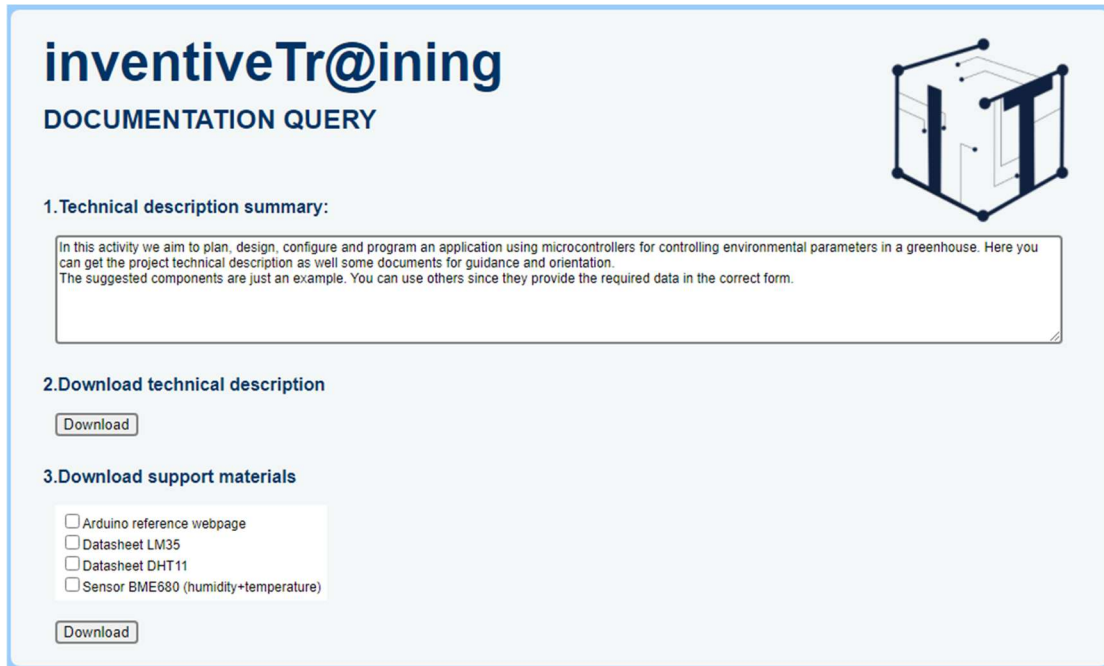 inventiveTr@ining
DOCUMENTATION QUERY
IT
1.Technical description summary:
In this activity we aim to plan, design, configure and program an application using microcontrollers for controlling environmental parameters in a greenhouse. Here you
can get the project technical description as well some documents for guidance and orientation.
The suggested components are just an example. You can use others since they provide the required data in the correct form.
2.Download technical description
Download
3.Download support materials
Arduino reference webpage
Datasheet LM35
Datasheet DHT11
Sensor BME680 (humidity+temperature)
Download